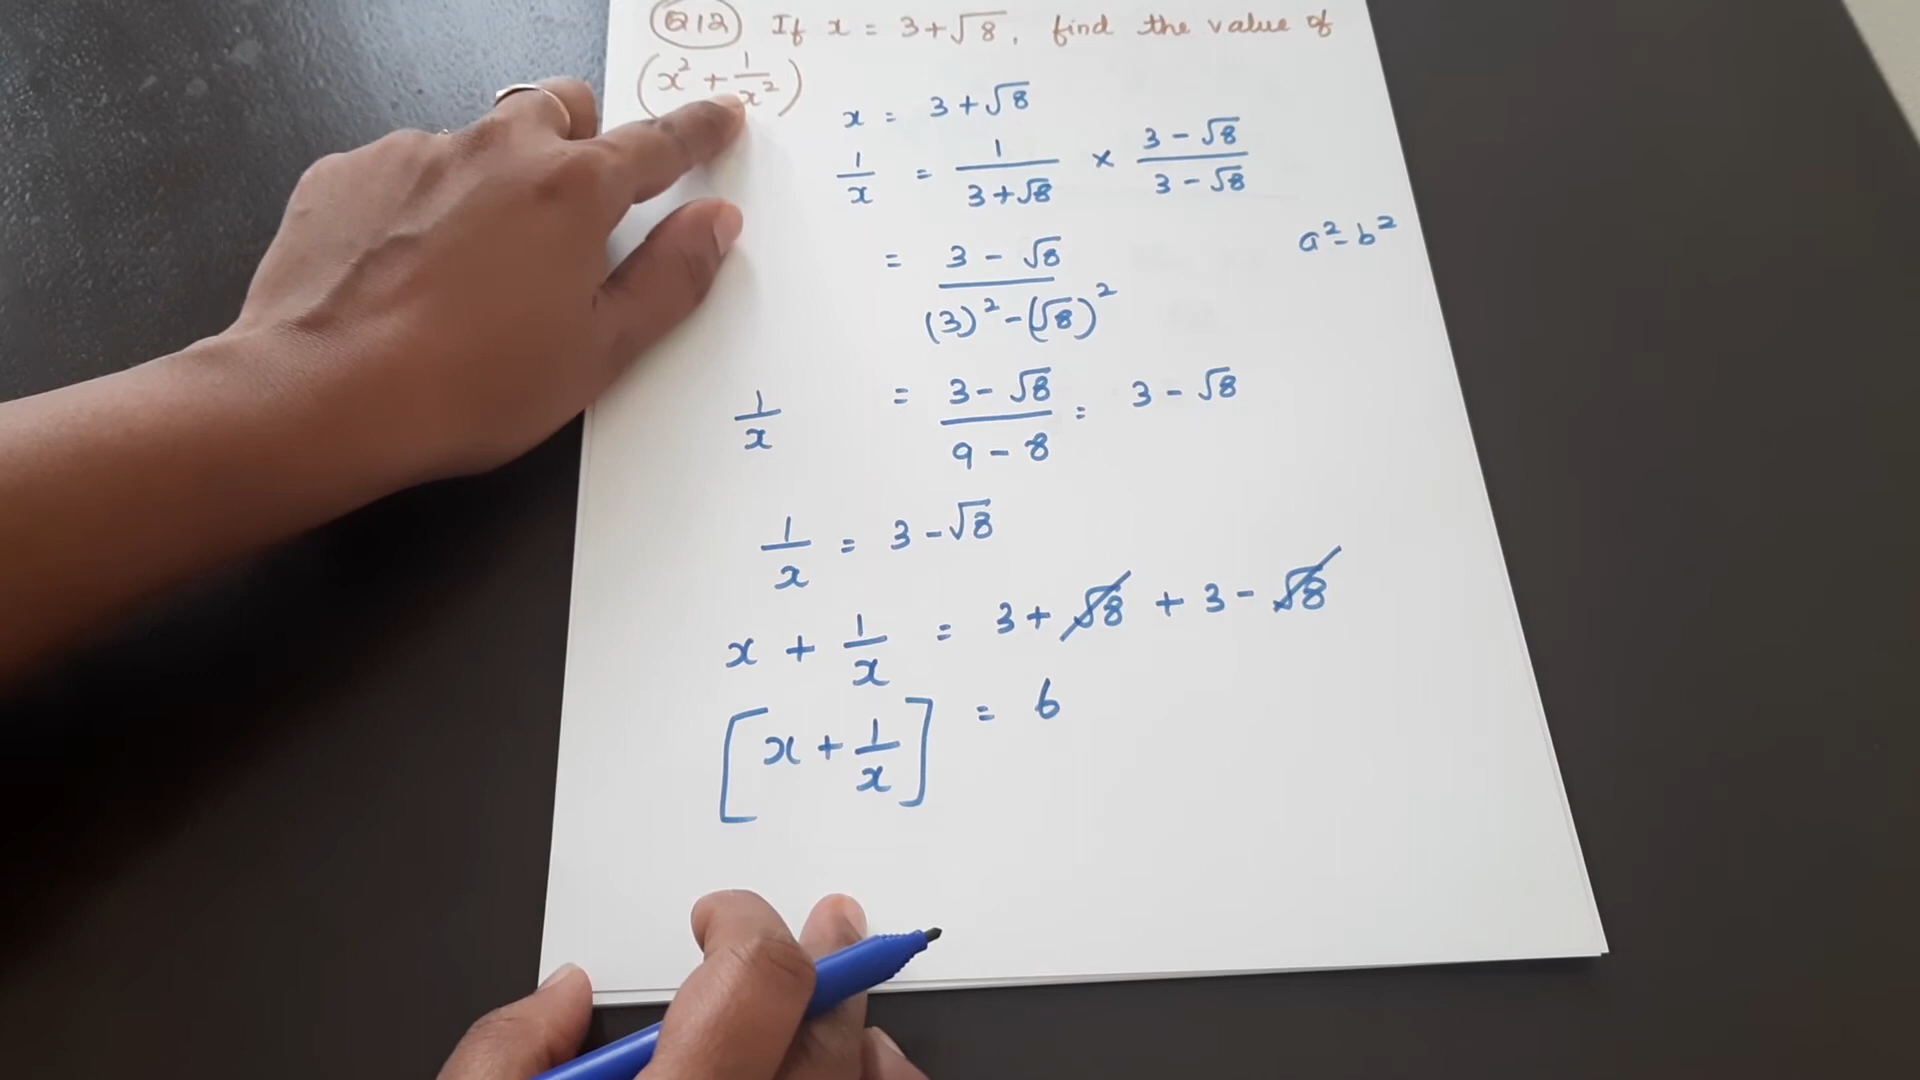 Q12 If x = 3+√8, find the value of
(x² + 1/x²)
x = 3+√8
1/x = 1/(3+√8) × (3-√8)/(3-√8)
a²-b²
= (3-√8)/((3)²-(√8)²)
1/x = (3-√8)/(9-8) = 3-√8
1/x = 3-√8
x + 1/x = 3+√8 + 3-√8
[x + 1/x] = 6